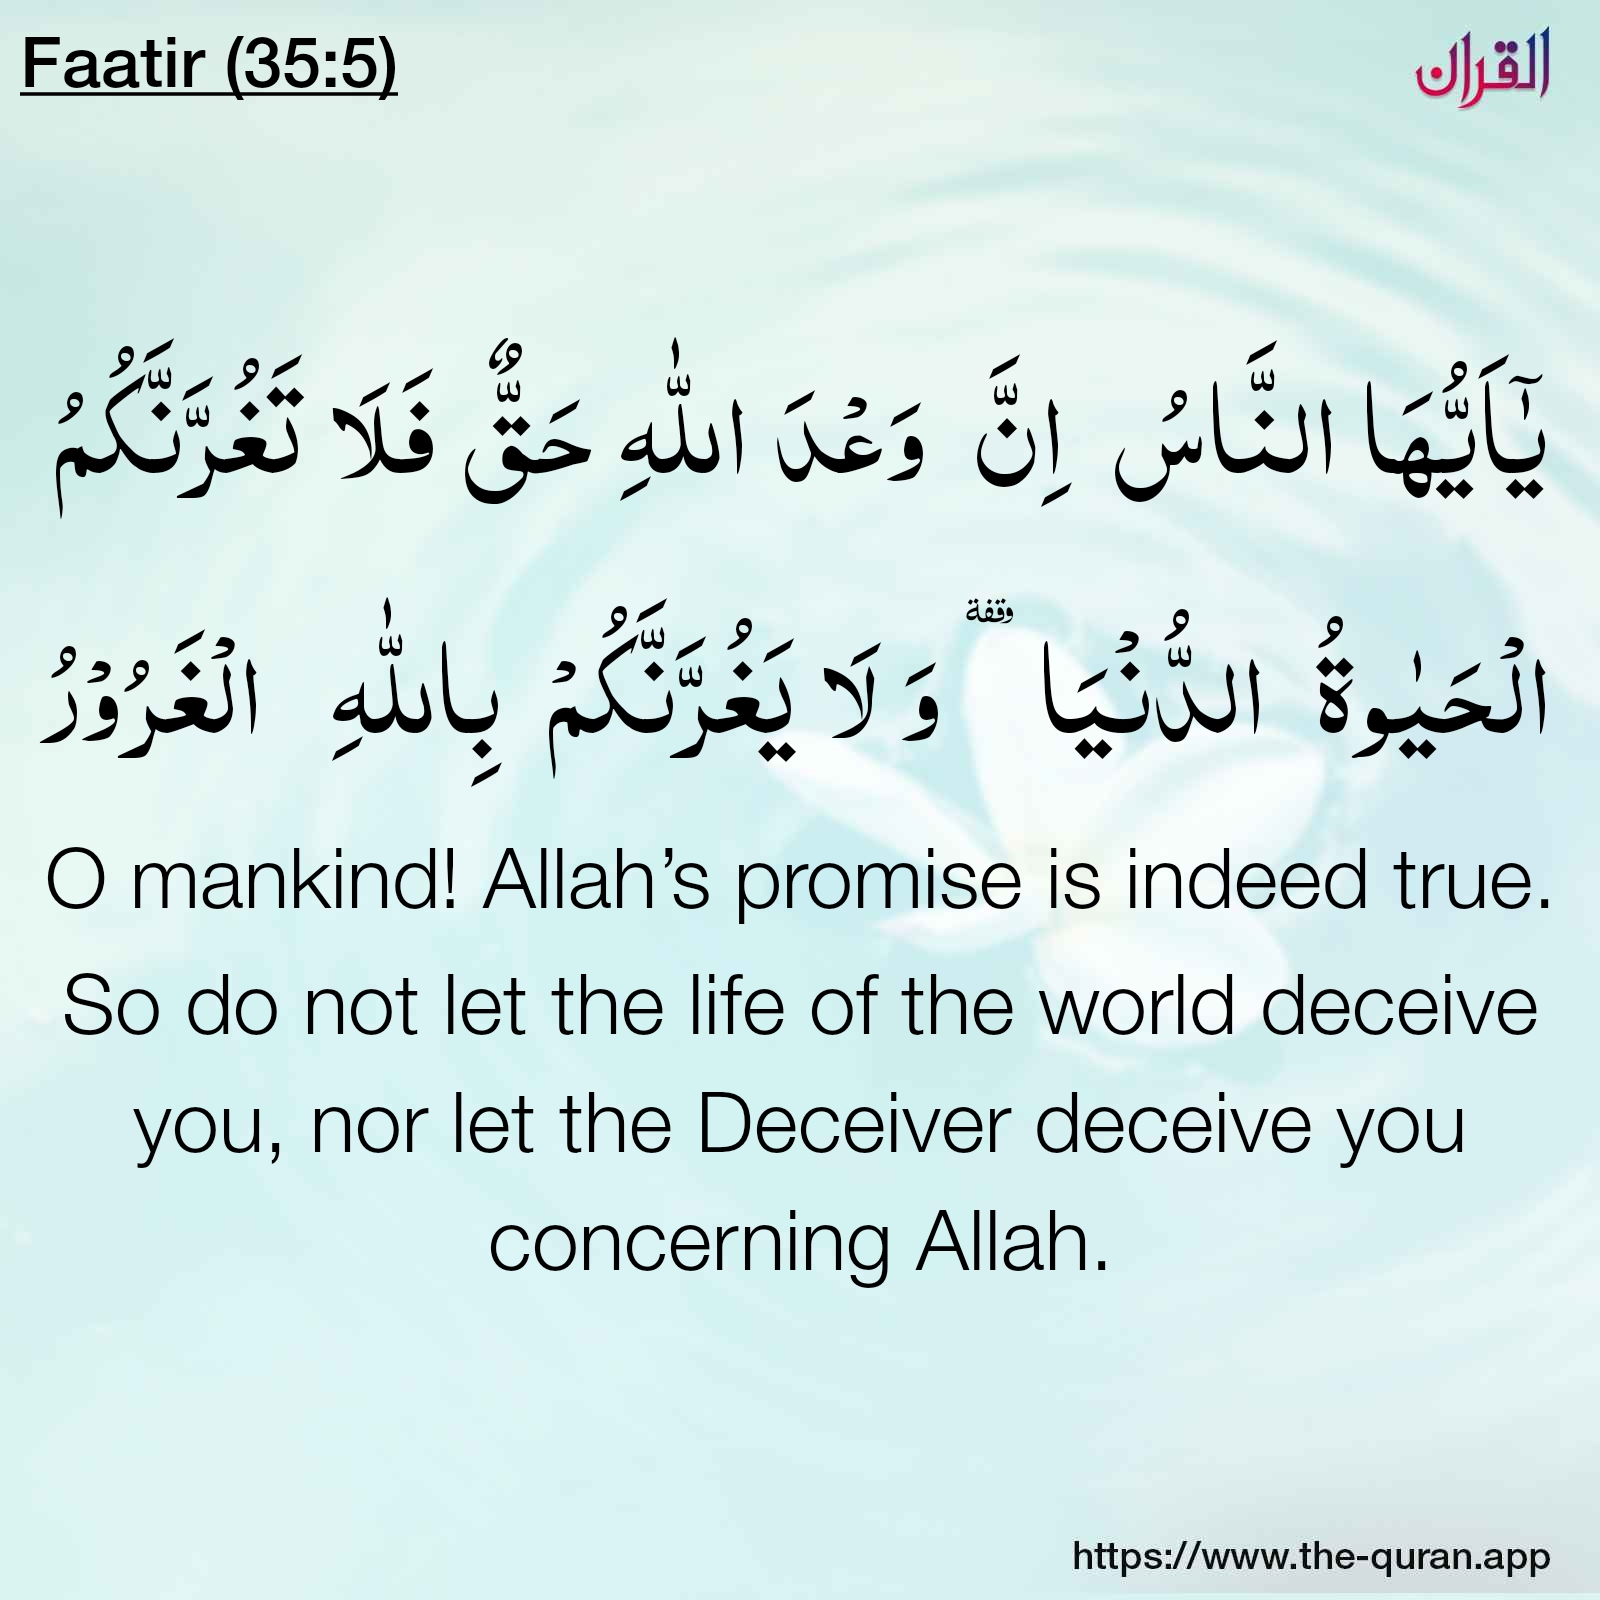 Faatir (35:5)
القران
يٰۤاَيُّهَا النَّاسُ اِنَّ وَعۡدَ اللّٰهِ حَقٌّ فَلَا تَغُرَّنَّكُمُ
الۡحَيٰوةُ الدُّنۡيَا ۥوقفة وَلَا يَغُرَّنَّكُمۡ بِاللّٰهِ الۡغَرُوۡرُ
O mankind! Allah’s promise is indeed true.
So do not let the life of the world deceive
you, nor let the Deceiver deceive you
concerning Allah.
https://www.the-quran.app